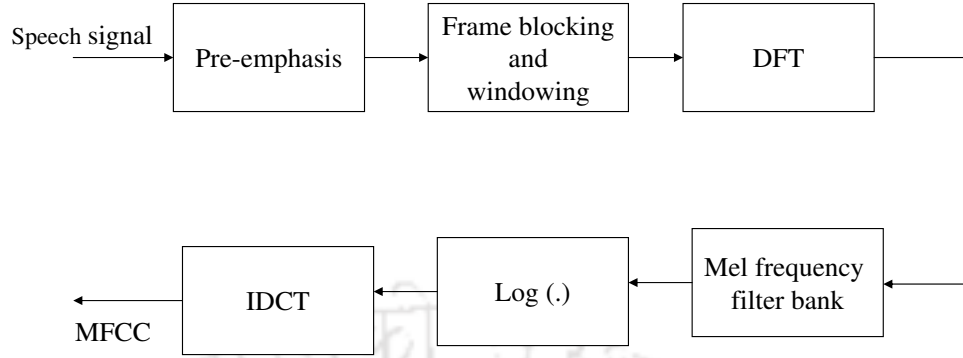 Speech signal
Pre-emphasis
Frame blocking
and
windowing
DFT
Mel frequency
filter bank
Log (.)
IDCT
MFCC